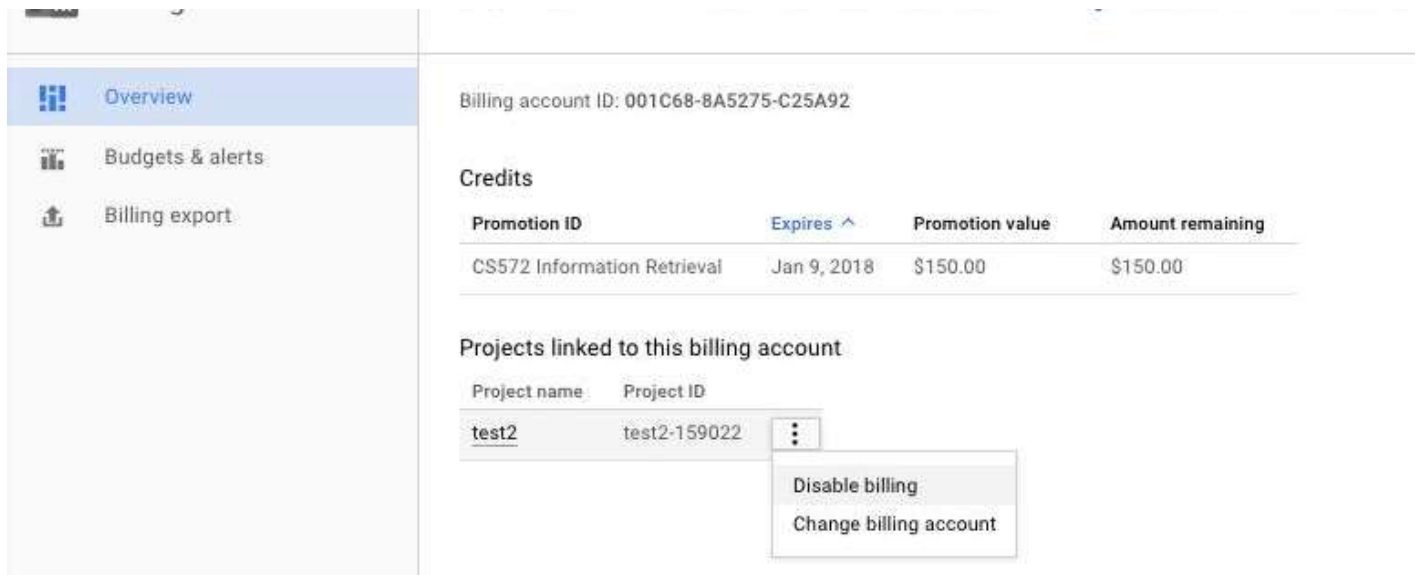 Overview
Budgets & alerts
Billing export
Billing account ID: 001C68-8A5275-C25A92
Credits
Promotion ID Expires Promotion value Amount remaining
CS572 Information Retrieval Jan 9, 2018 $150.00 $150.00
Projects linked to this billing account
Project name Project ID
test2 test2-159022
Disable billing
Change billing account